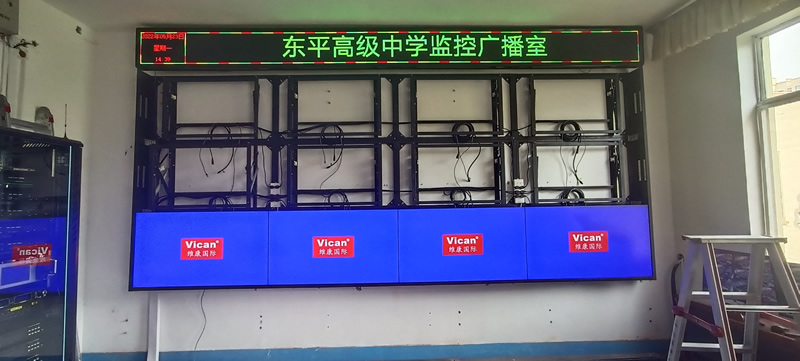 2022年05月23日
星期一
14:39
东平高级中学监控广播室
Vican®
维康国际
Vican®
维康国际
Vican®
维康国际
Vican®
维康国际